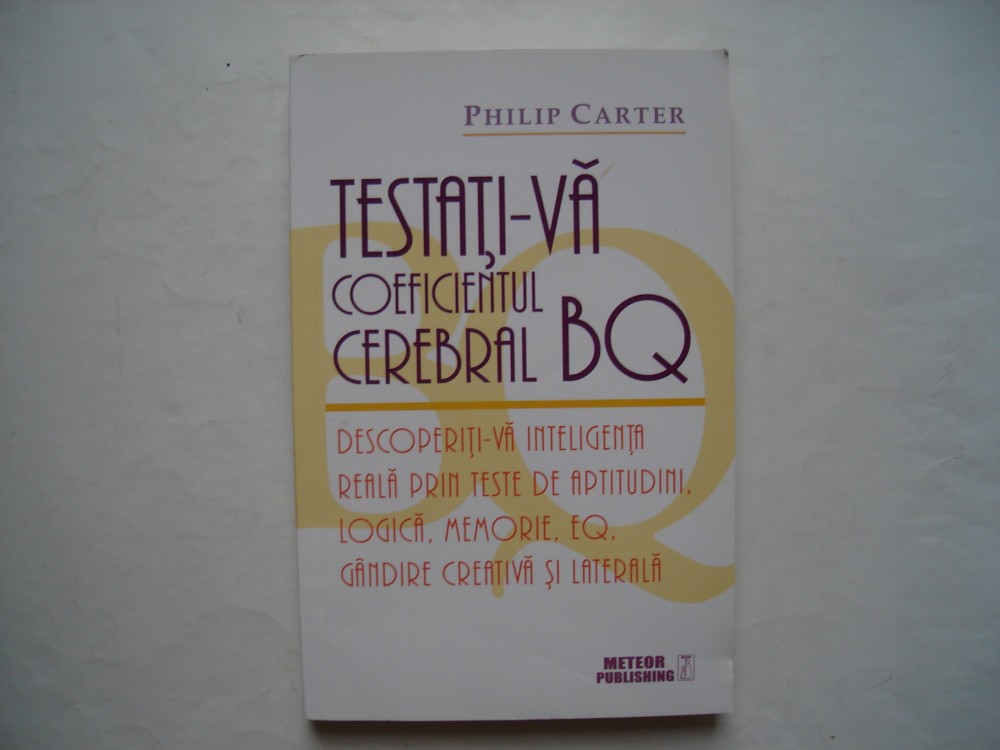 PHILIP CARTER
TESTAȚI-VĂ
COEFICIENTUL
CEREBRAL BQ
DESCOPERIȚI-VĂ INTELIGENȚA
REALĂ PRIN TESTE DE APTITUDINI,
LOGICĂ, MEMORIE, EQ,
GÂNDIRE CREATIVĂ ȘI LATERALĂ
METEOR
PUBLISHING